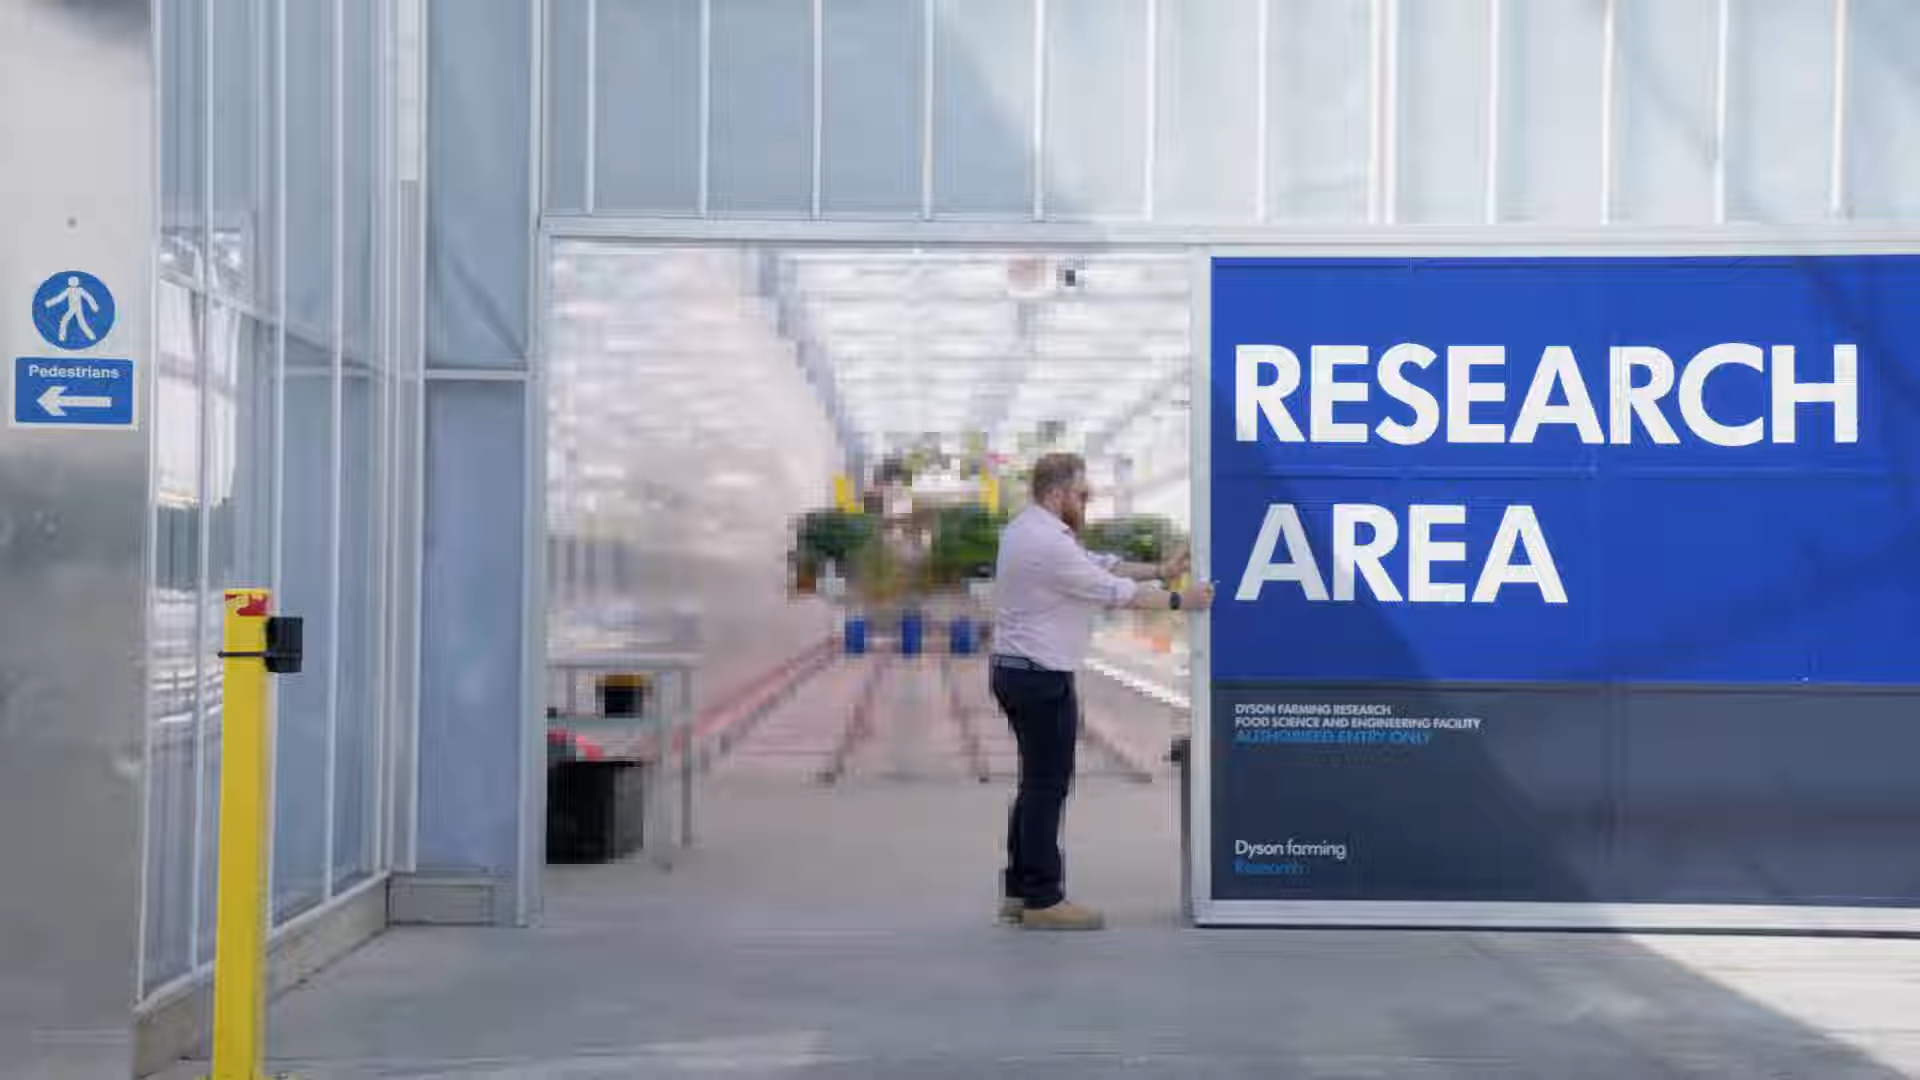 Pedestrians
RESEARCH
AREA
DYSON FARMING RESEARCH
FOOD SCIENCE AND ENGINEERING FACILITY
AUTHORISED ENTRY ONLY
Dyson farming
Research